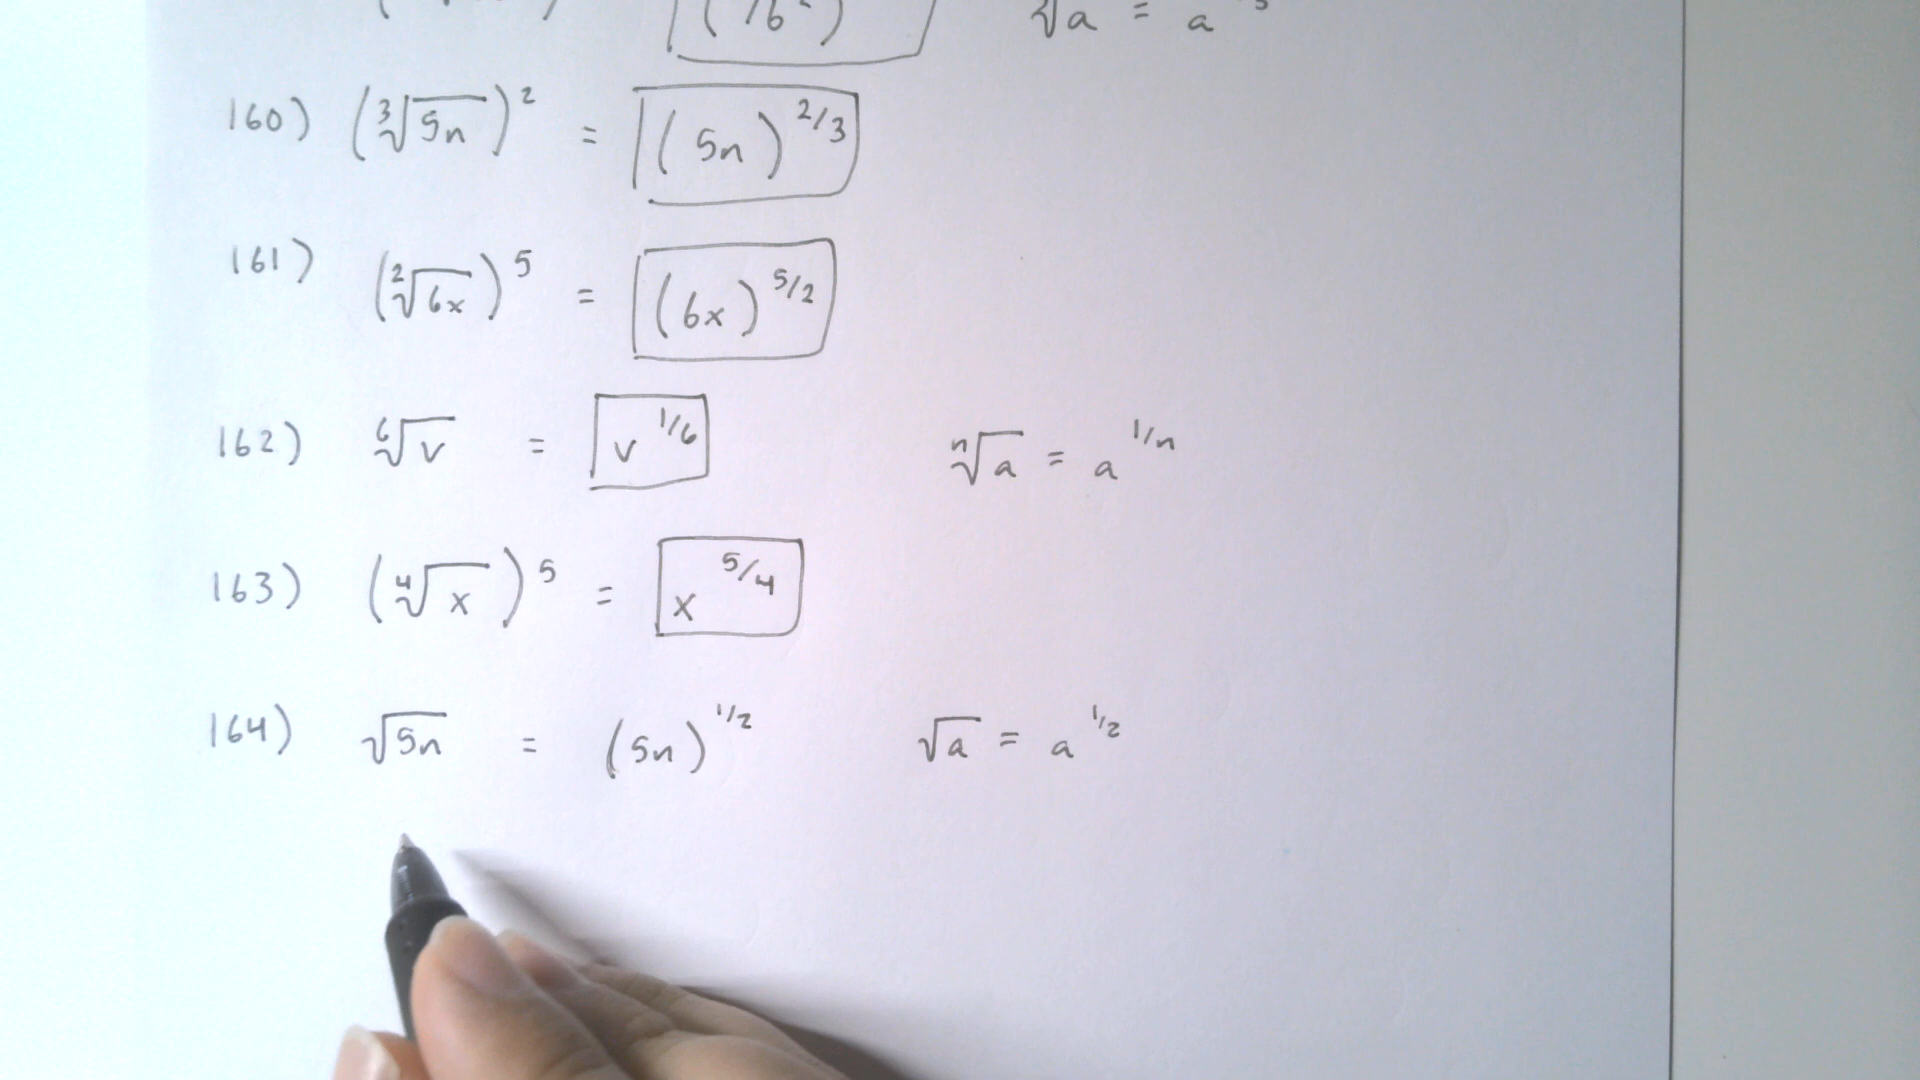 ∛a = a
160) (∛5n)² = (5n)^2/3
161) (²√6x)⁵ = (6x)^5/2
162) ⁶√v = v^1/6 ⁿ√a = a^1/n
163) (⁴√x)⁵ = x^5/4
164) √5n = (5n)^1/2 √a = a^1/2